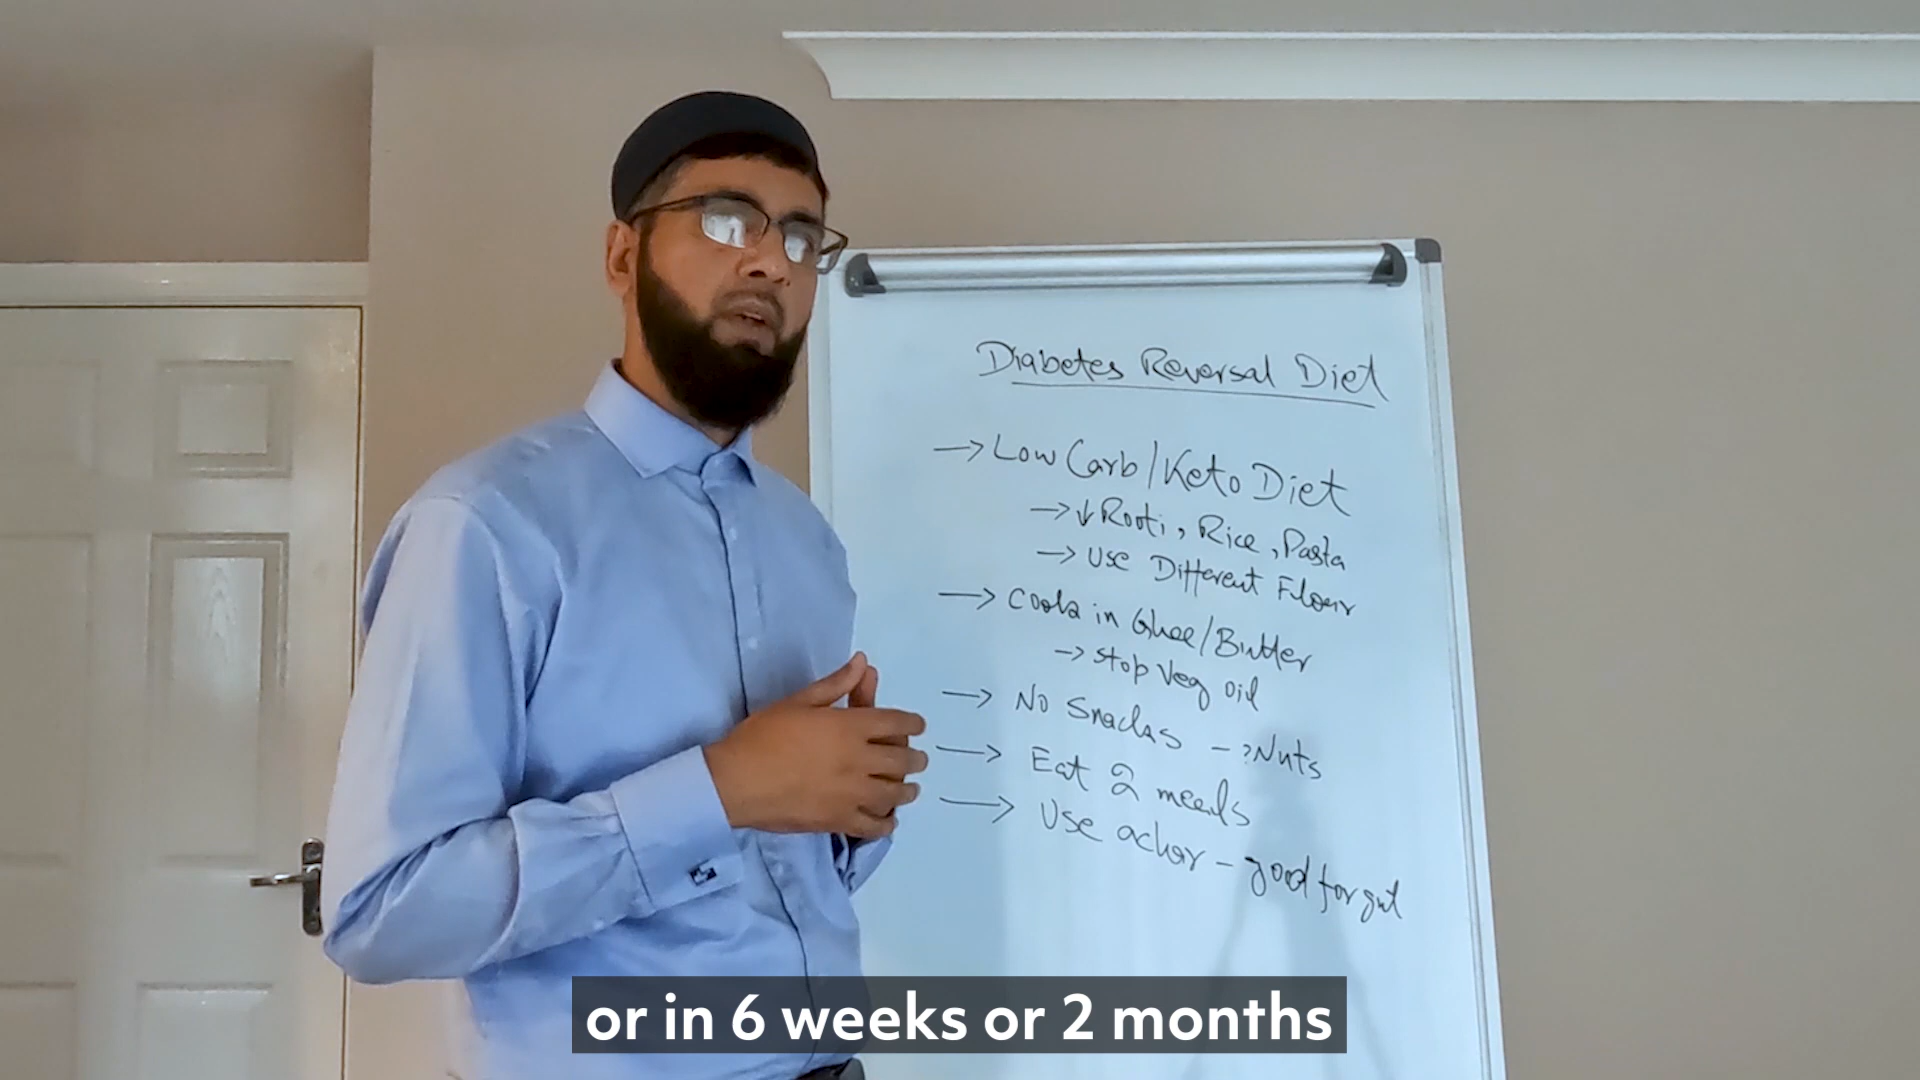 Diabetes Reversal Diet
→ Low Carb/Keto Diet
→ ↓ Rooti, Rice, Pasta
→ Use Different Flour
→ Cook in Ghee/Butter
→ Stop Veg Oil
→ No Snacks - ? Nuts
→ Eat 2 meals
→ Use achar - good for gut
or in 6 weeks or 2 months